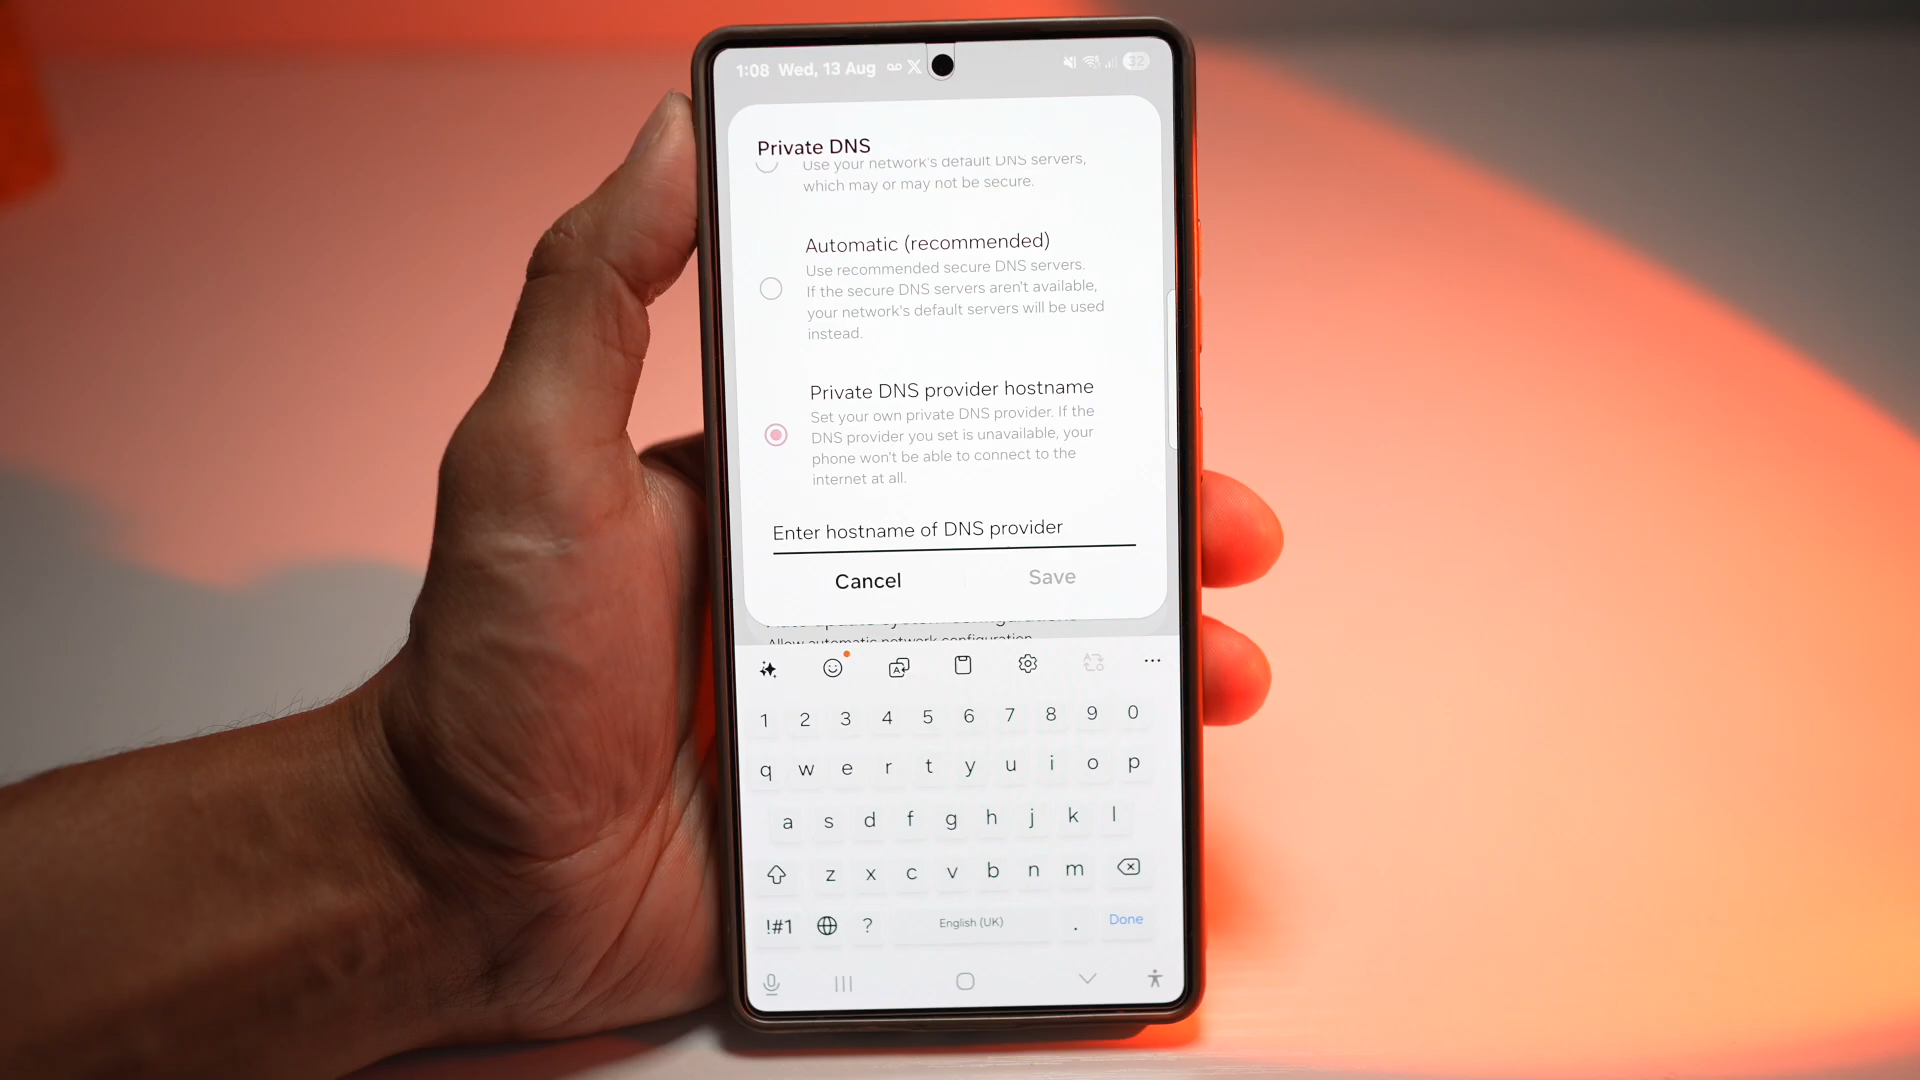 1:08 Wed, 13 Aug
32
Private DNS
Use your network's default DNS servers,
which may or may not be secure.
Automatic (recommended)
Use recommended secure DNS servers.
If the secure DNS servers aren't available,
your network's default servers will be used
instead.
Private DNS provider hostname
Set your own private DNS provider. If the
DNS provider you set is unavailable, your
phone won't be able to connect to the
internet at all.
Enter hostname of DNS provider
Cancel Save
Auto update system configurations
Allow automatic network configuration
1 2 3 4 5 6 7 8 9 0
q w e r t y u i o p
a s d f g h j k l
z x c v b n m
!#1 ? English (UK) . Done